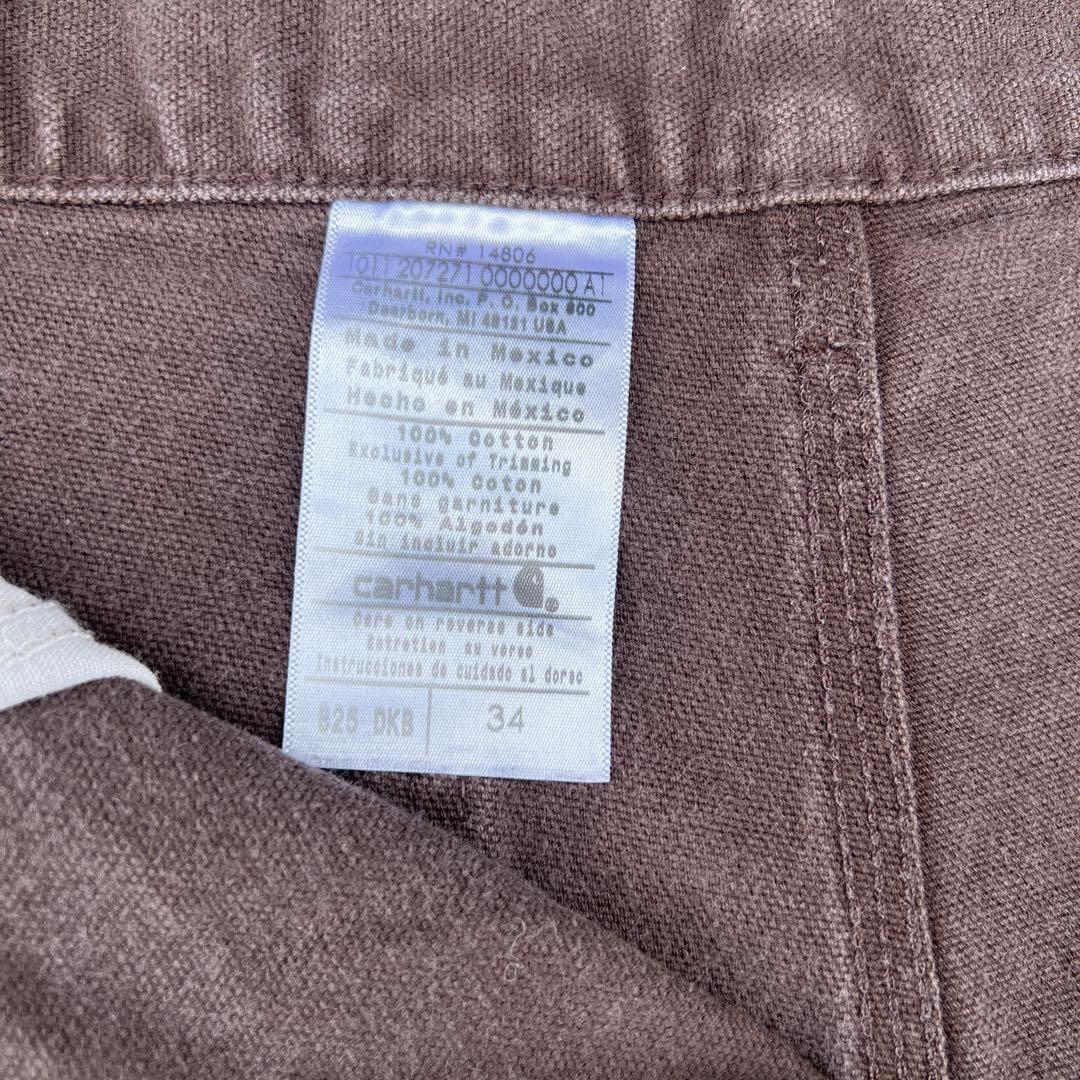 RN# 14806
1011 207271 0000000 A1
Carhartt, Inc. P. O. Box 600
Dearborn, MI 48121 USA
Made in Mexico
Fabriqué au Mexique
Hecho en México
100% Cotton
Exclusive of Trimming
100% Coton
Sans garniture
100% Algodón
Sin incluir adorno
carhartt ®
Care on reverse side
Entretien au verso
Instrucciones de cuidado al dorso
DKB 34